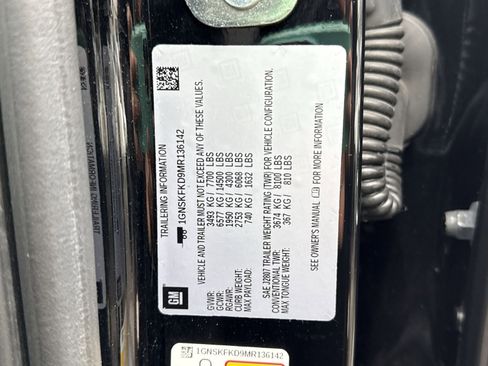 TRAILERING INFORMATION
1GNSKFKD9MR136142
VEHICLE AND TRAILER MUST NOT EXCEED ANY OF THESE VALUES.
GVWR: 3493 KG/ 7700 LBS
GCWR: 6577 KG/ 14500 LBS
RGAWR: 1950 KG/ 4300 LBS
CURB WEIGHT: 2753 KG/ 6068 LBS
MAX PAYLOAD: 740 KG/ 1632 LBS
SAE J2807 TRAILER WEIGHT RATING (TWR) FOR VEHICLE CONFIGURATION.
CONVENTIONAL TWR: 3674 KG / 8100 LBS
MAX TONGUE WEIGHT: 367 KG / 810 LBS
SEE OWNER'S MANUAL FOR MORE INFORMATION
GM
1GNSKFKD9MR136142